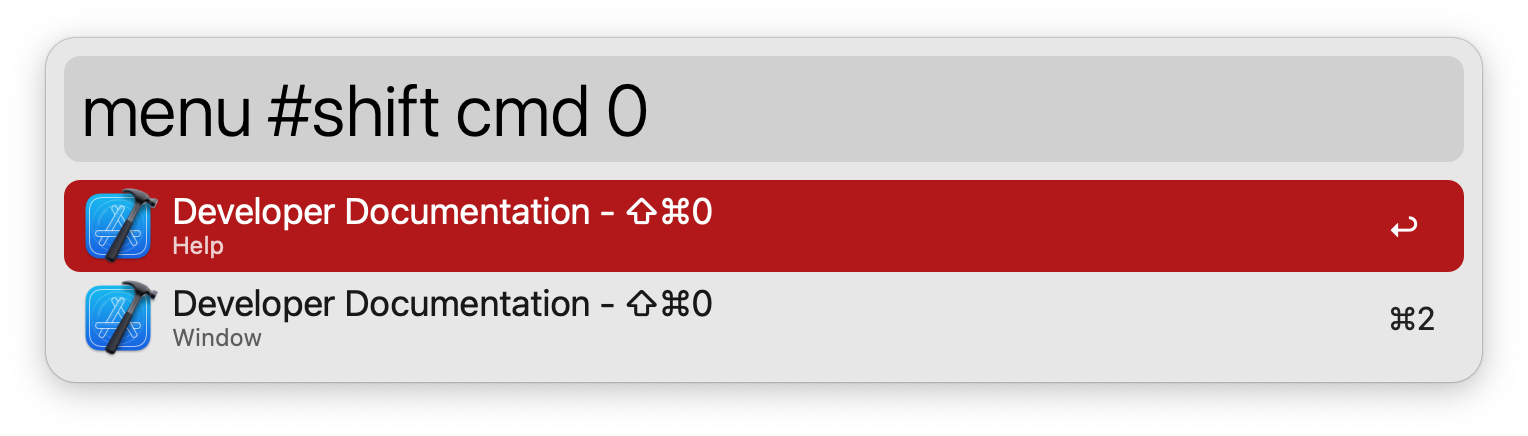 menu #shift cmd 0
Developer Documentation - ⇧⌘0
Help
↩
Developer Documentation - ⇧⌘0
Window
⌘2